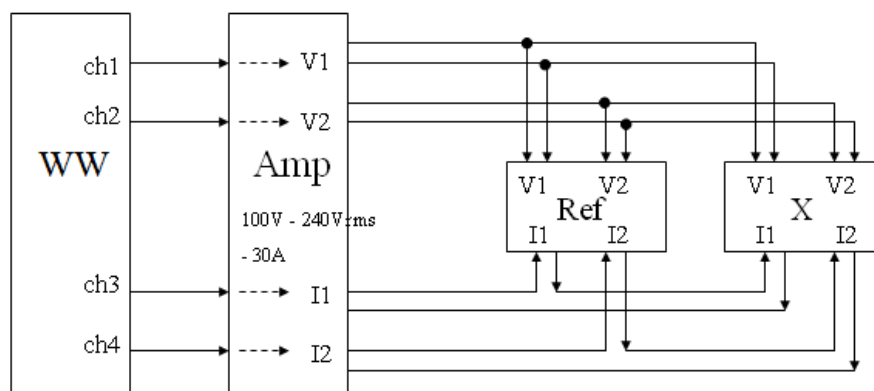 ch1
ch2
WW
ch3
ch4
V1
V2
Amp
100V - 240Vrms
- 30A
I1
I2
V1 V2
Ref
I1 I2
V1 V2
X
I1 I2